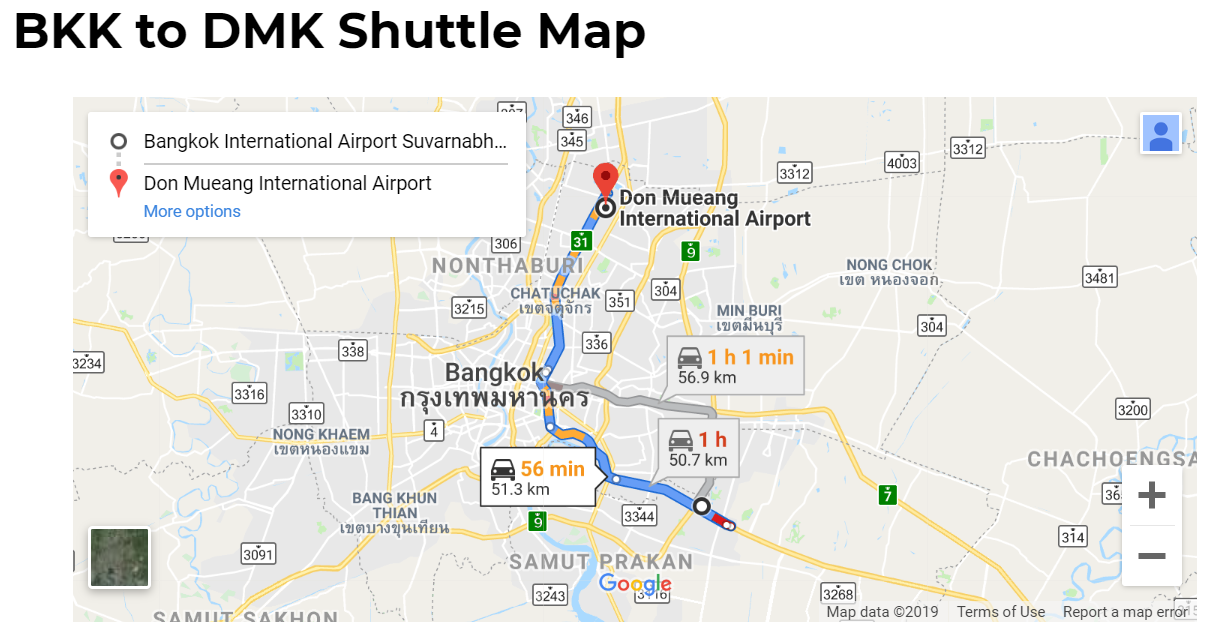 BKK to DMK Shuttle Map
Bangkok International Airport Suvarnabh...
Don Mueang International Airport
More options
346
345
3312
4003
3312
Don Mueang
International Airport
31
9
306
NONTHABURI
NONG CHOK
เขต หนองจอก
3481
CHATUCHAK
เขตจตุจักร
304
351
3215
MIN BURI
เขตมีนบุรี
304
336
338
3234
1 h 1 min
56.9 km
Bangkok
กรุงเทพมหานคร
3316
3310
3200
4
NONG KHAEM
เขตหนองแขม
1 h
50.7 km
CHACHOENGSA
56 min
51.3 km
7
36
BANG KHUN
THIAN
เขตบางขุนเทียน
3344
9
314
3091
SAMUT PRAKAN
Google
3243
3116
3268
SAMUT SAKHON
Map data ©2019
Terms of Use
Report a map error